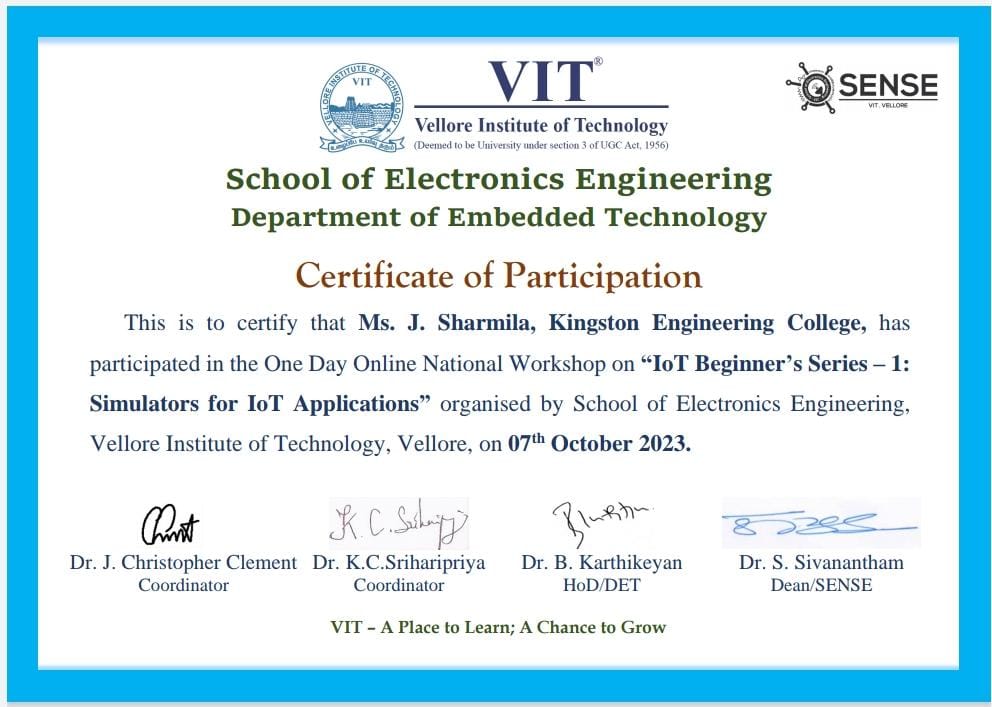 VELLORE INSTITUTE OF TECHNOLOGY
VIT
VIT®
Vellore Institute of Technology
(Deemed to be University under section 3 of UGC Act, 1956)
SENSE
VIT, VELLORE
School of Electronics Engineering
Department of Embedded Technology
Certificate of Participation
This is to certify that Ms. J. Sharmila, Kingston Engineering College, has
participated in the One Day Online National Workshop on “IoT Beginner’s Series – 1:
Simulators for IoT Applications” organised by School of Electronics Engineering,
Vellore Institute of Technology, Vellore, on 07th October 2023.
Dr. J. Christopher Clement
Coordinator
Dr. K.C.Sriharipriya
Coordinator
Dr. B. Karthikeyan
HoD/DET
Dr. S. Sivanantham
Dean/SENSE
VIT – A Place to Learn; A Chance to Grow